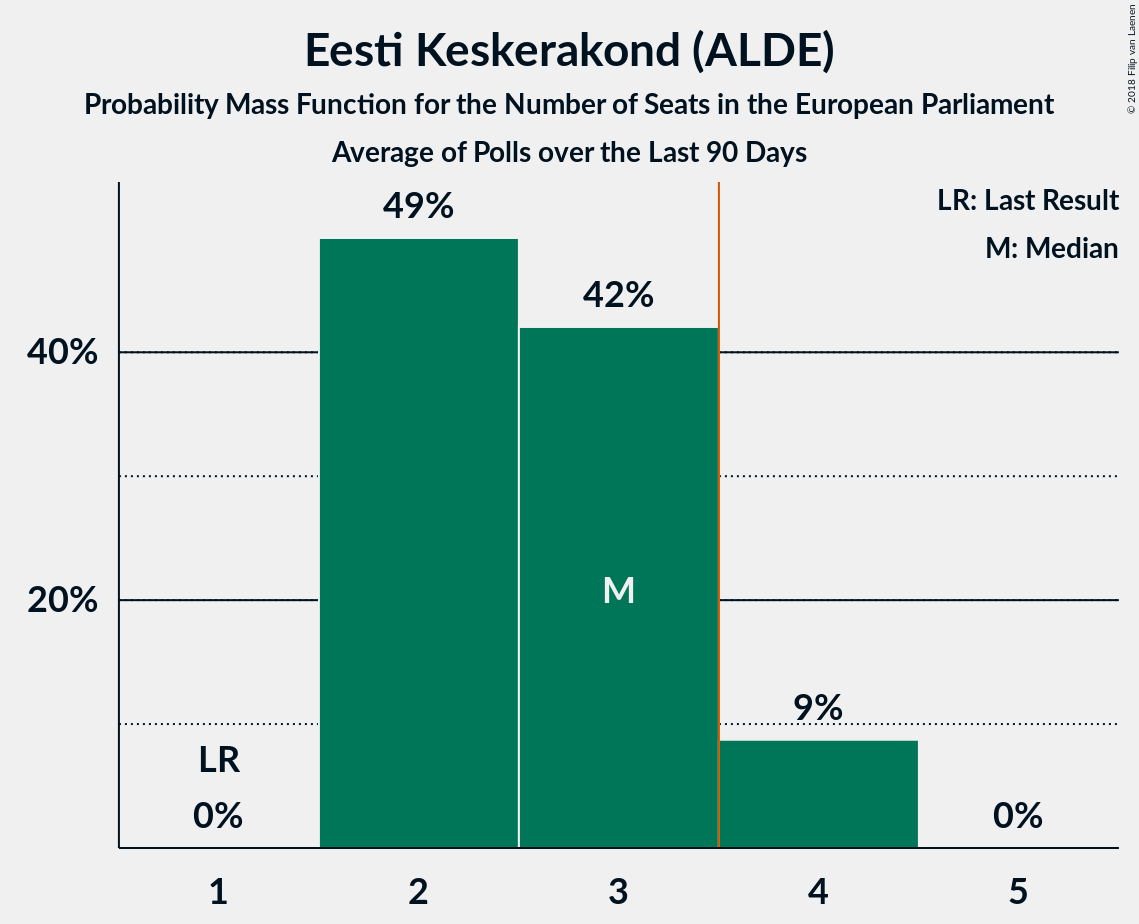 Eesti Keskerakond (ALDE)
Probability Mass Function for the Number of Seats in the European Parliament
Average of Polls over the Last 90 Days
© 2018 Filip van Laenen
LR: Last Result
M: Median
49%
42%
40%
M
20%
9%
LR
0%
0%
1
2
3
4
5